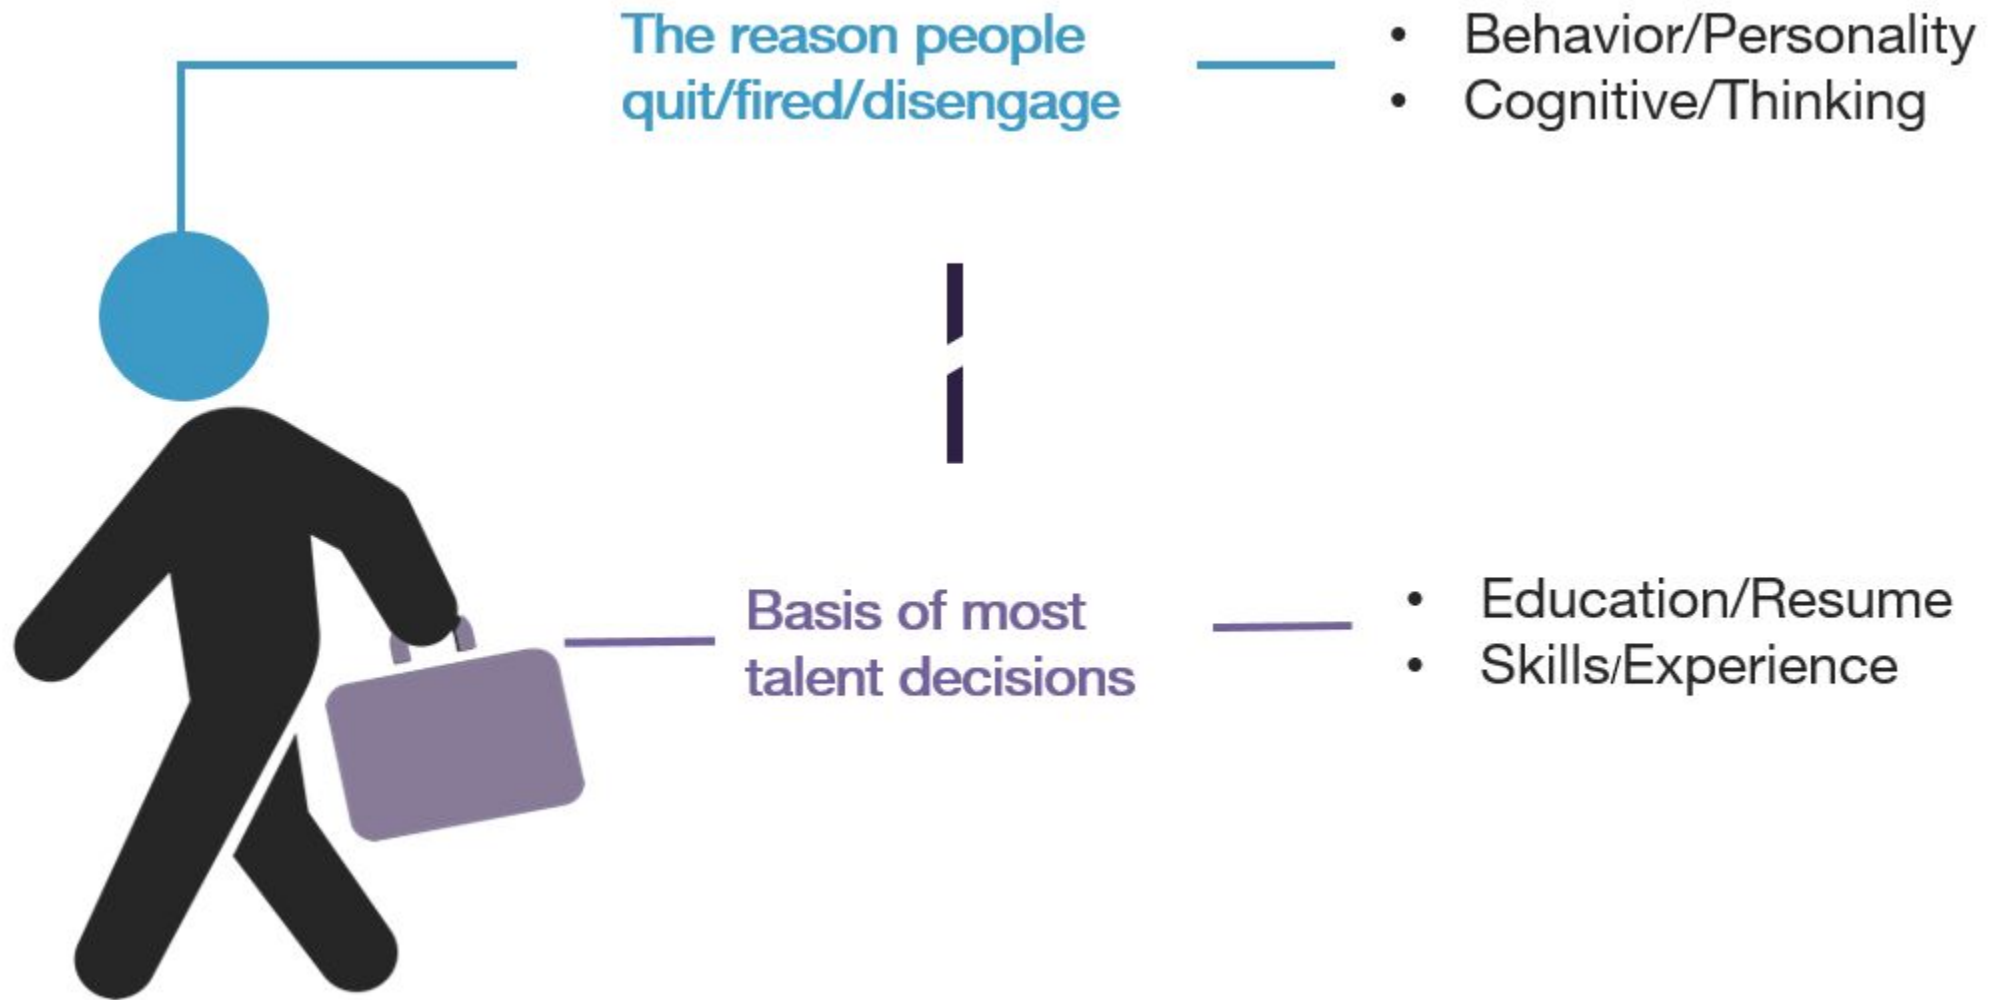 The reason people
quit/fired/disengage
• Behavior/Personality
• Cognitive/Thinking
Basis of most
talent decisions
• Education/Resume
• Skills/Experience